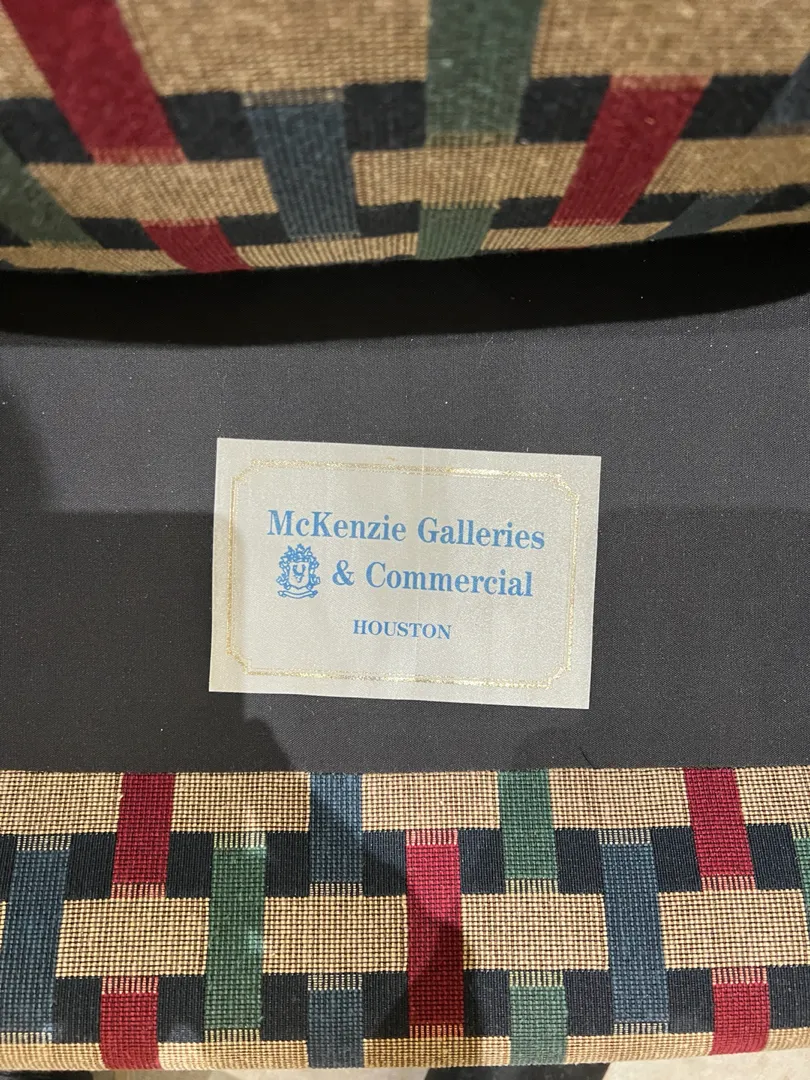 McKenzie Galleries
& Commercial
HOUSTON